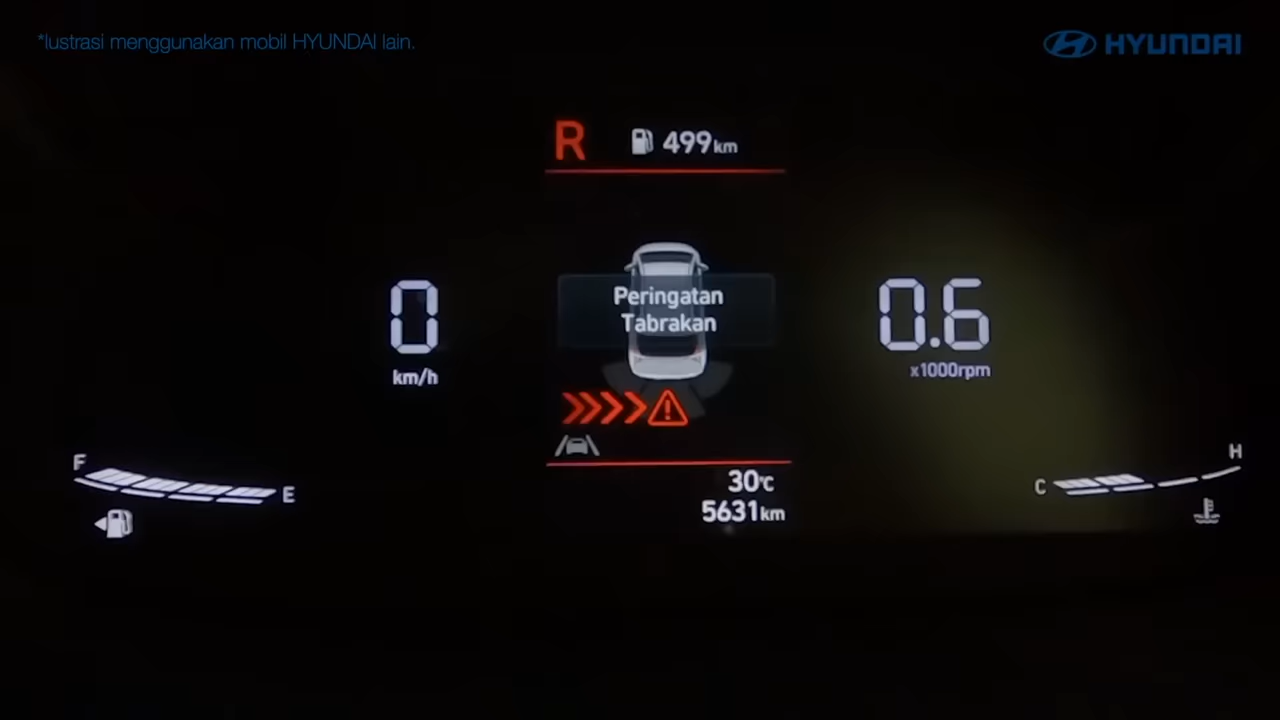 *lustrasi menggunakan mobil HYUNDAI lain.
HYUNDAI
R 499km
Peringatan
Tabrakan
0
km/h
0.6
x1000rpm
F
E
C
H
30°C
5631km